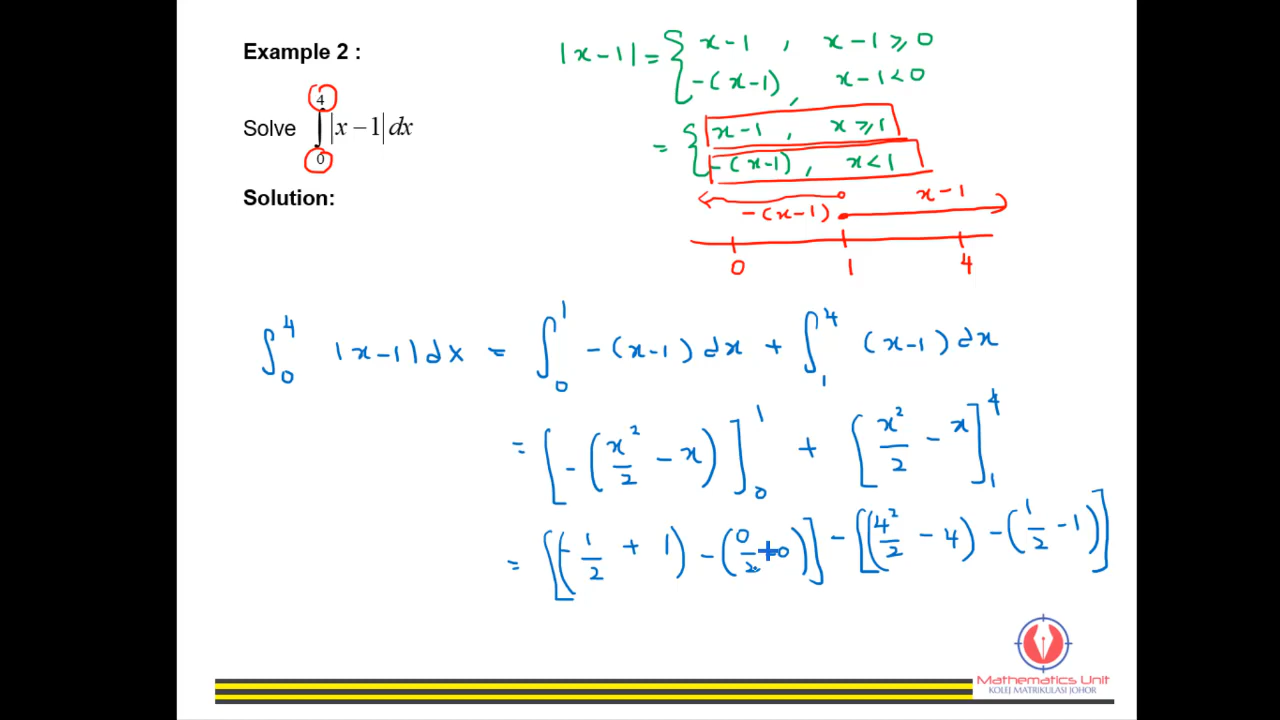 Example 2 :
Solve ∫₀⁴ |x − 1| dx
Solution:
|x−1| = { x−1 , x−1 ≥ 0
−(x−1) , x−1 < 0
= { x−1 , x ≥ 1
−(x−1) , x < 1
x−1
−(x−1)
0 1 4
∫₀⁴ |x−1| dx = ∫₀¹ −(x−1) dx + ∫₁⁴ (x−1) dx
= [−(x²/2 − x)]₀¹ + [x²/2 − x]₁⁴
= [(−1/2 + 1) − (0/2 + 0)] − [(4²/2 − 4) − (1/2 − 1)]
Mathematics Unit
KOLEJ MATRIKULASI JOHOR